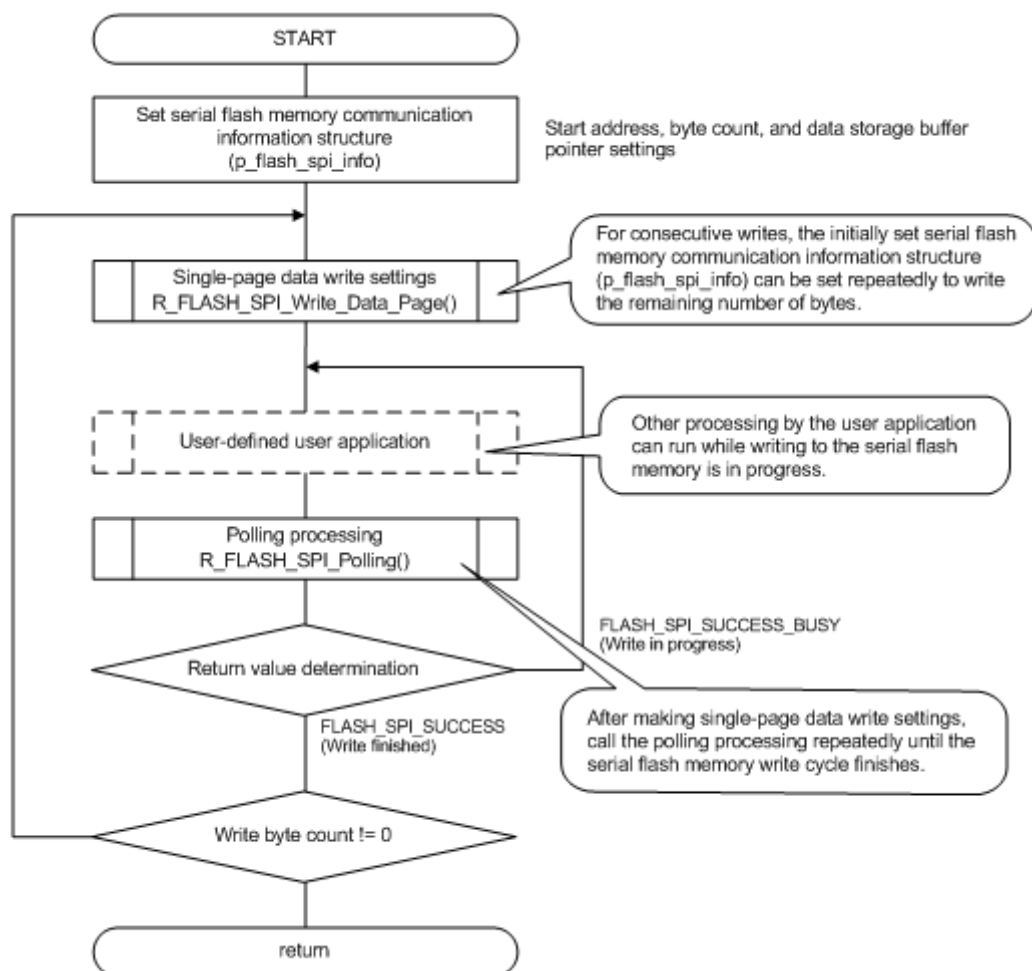 START
Set serial flash memory communication
information structure
(p_flash_spi_info)
Start address, byte count, and data storage buffer
pointer settings
For consecutive writes, the initially set serial flash
memory communication information structure
(p_flash_spi_info) can be set repeatedly to write
the remaining number of bytes.
Single-page data write settings
R_FLASH_SPI_Write_Data_Page()
User-defined user application
Other processing by the user application
can run while writing to the serial flash
memory is in progress.
Polling processing
R_FLASH_SPI_Polling()
FLASH_SPI_SUCCESS_BUSY
(Write in progress)
Return value determination
FLASH_SPI_SUCCESS
(Write finished)
After making single-page data write settings,
call the polling processing repeatedly until the
serial flash memory write cycle finishes.
Write byte count != 0
return